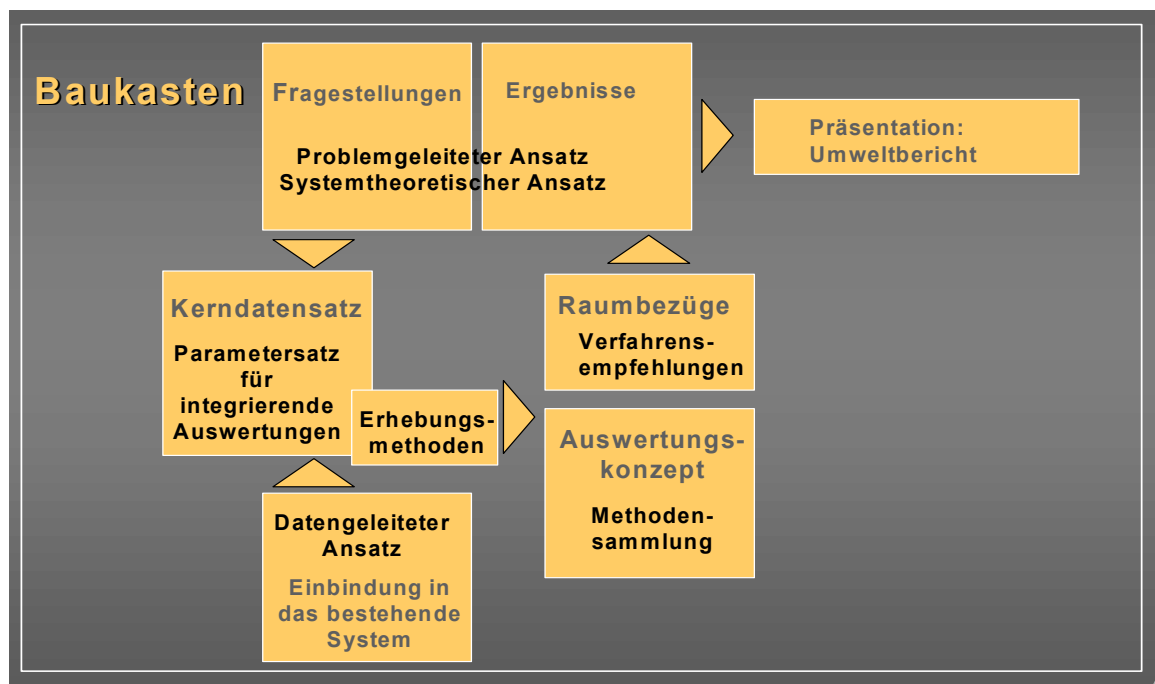 Baukasten
Fragestellungen
Ergebnisse
Problemgeleiteter Ansatz
Systemtheoretischer Ansatz
Präsentation:
Umweltbericht
Kerndatensatz
Parametersatz
für
integrierende
Auswertungen
Erhebungs-
methoden
Raumbezüge
Verfahrens-
empfehlungen
Auswertungs-
konzept
Methoden-
sammlung
Datengeleiteter
Ansatz
Einbindung in
das bestehende
System